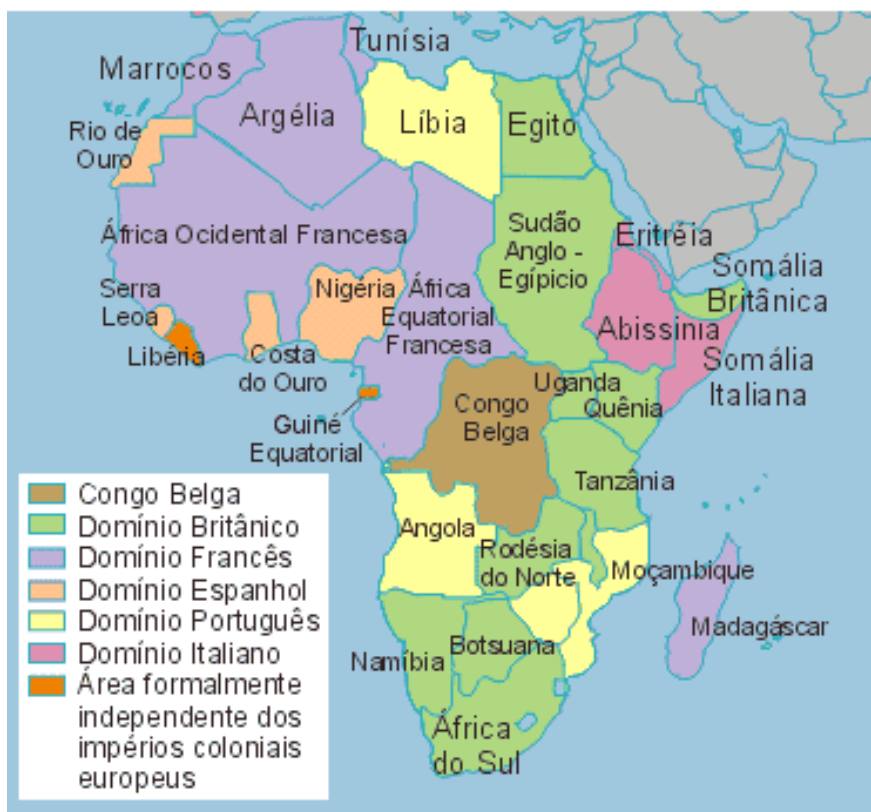 Tunísia
Marrocos
Argélia
Líbia
Egito
Rio de
Ouro
África Ocidental Francesa
Sudão
Anglo -
Egípicio
Eritréia
Somália
Britânica
Serra
Leoa
Nigéria
África
Equatorial
Francesa
Abissinia
Libéria
Costa
do Ouro
Somália
Italiana
Uganda
Quênia
Congo
Belga
Guiné
Equatorial
Tanzânia
Angola
Rodésia
do Norte
Moçambique
Madagáscar
Botsuana
Namíbia
África
do Sul
Congo Belga
Domínio Britânico
Domínio Francês
Domínio Espanhol
Domínio Português
Domínio Italiano
Área formalmente
independente dos
impérios coloniais
europeus